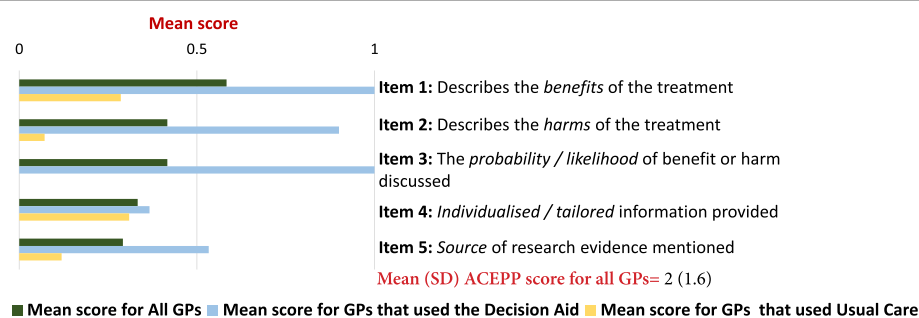 Mean score
0 0.5 1
Item 1: Describes the benefits of the treatment
Item 2: Describes the harms of the treatment
Item 3: The probability / likelihood of benefit or harm
discussed
Item 4: Individualised / tailored information provided
Item 5: Source of research evidence mentioned
Mean (SD) ACEPP score for all GPs= 2 (1.6)
Mean score for All GPs Mean score for GPs that used the Decision Aid Mean score for GPs that used Usual Care